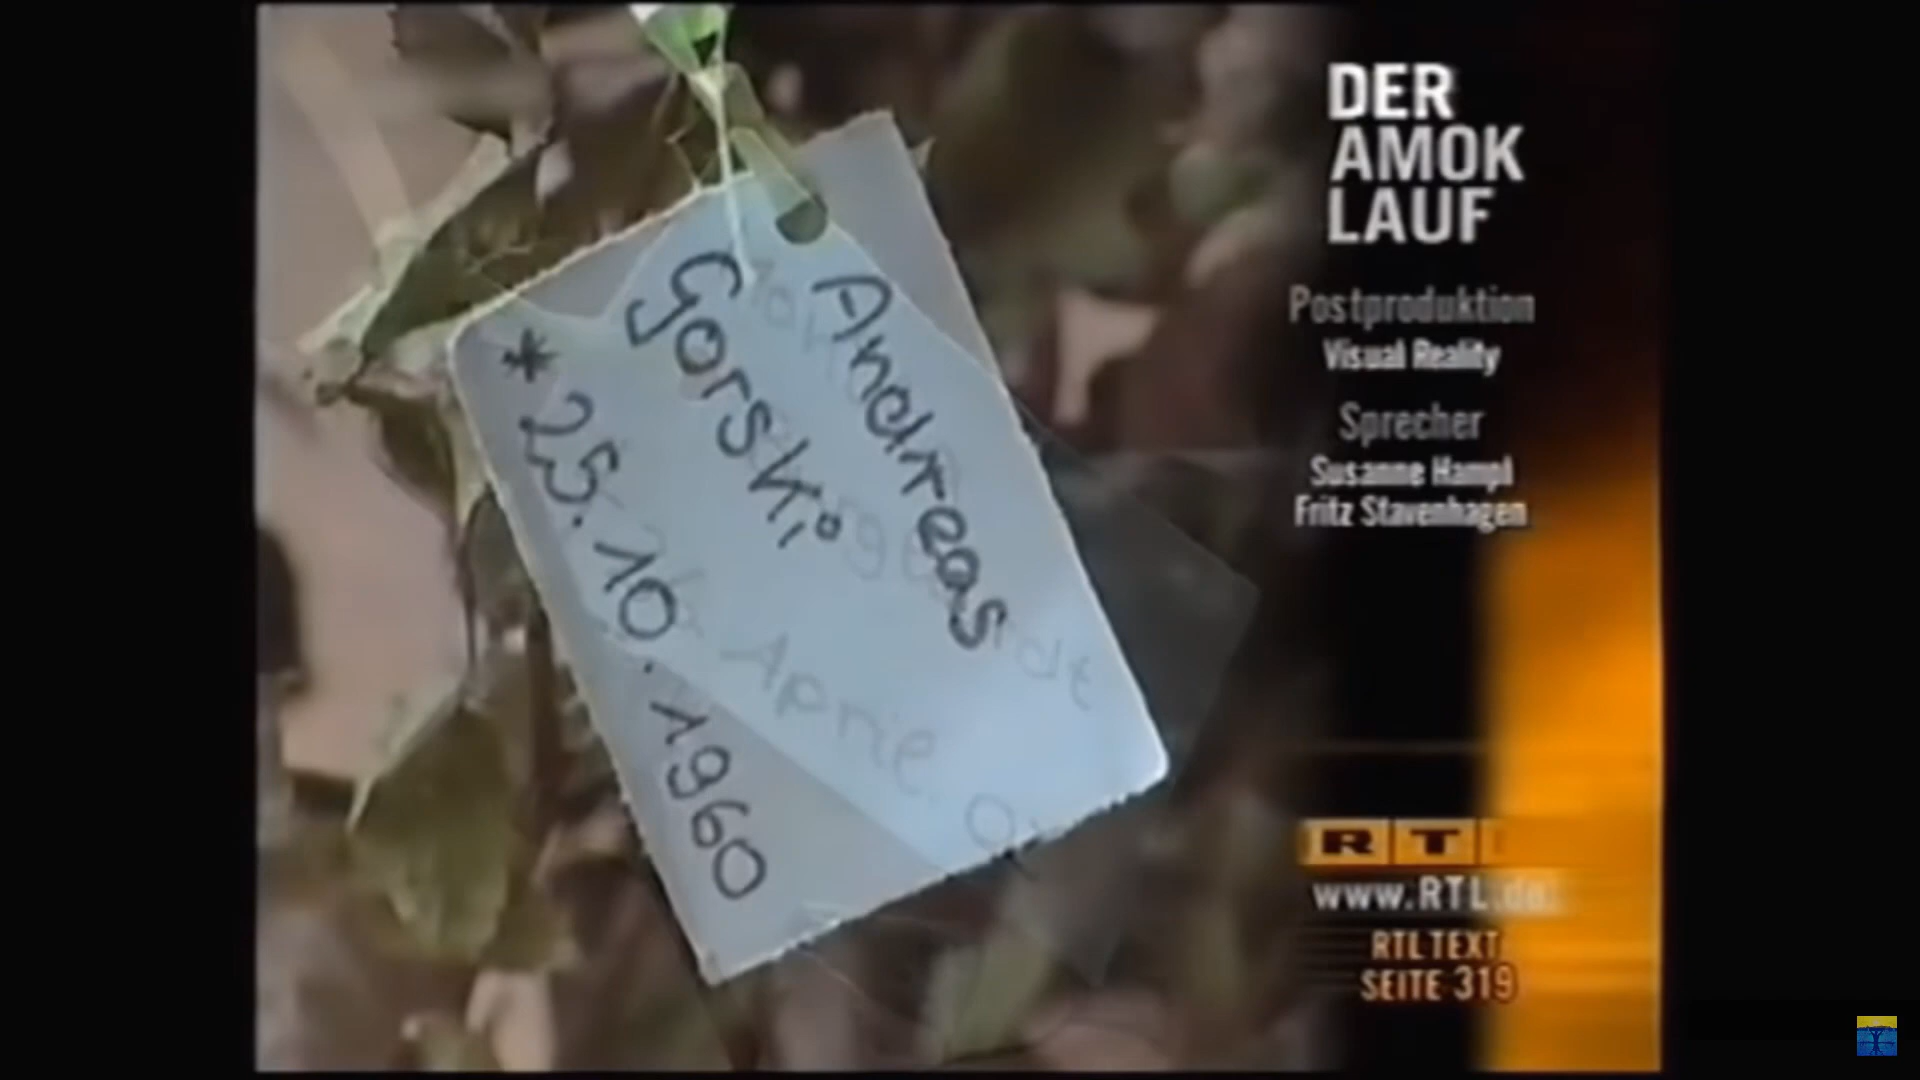 Andreas
Gorski
*25.10.1960
DER
AMOK
LAUF
Postproduktion
Visual Reality
Sprecher
Susanne Hampl
Fritz Stavenhagen
RTL
www.RTL.de
RTL TEXT
SEITE 319